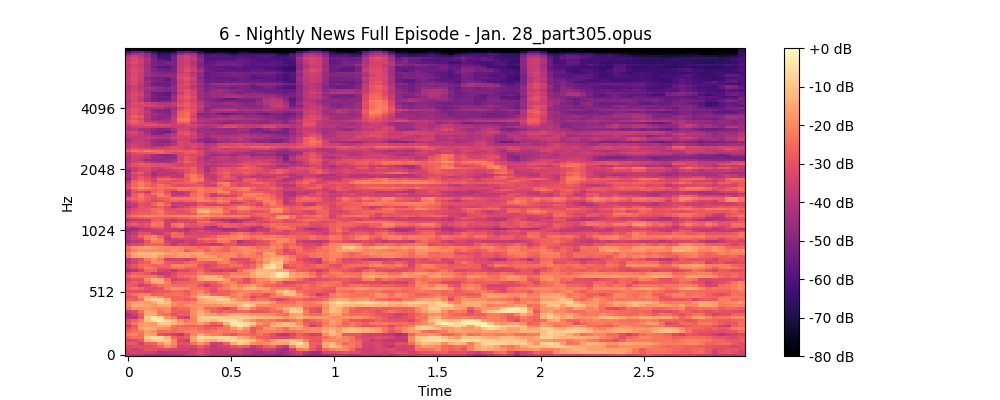 6 - Nightly News Full Episode - Jan. 28_part305.opus
Hz
4096
2048
1024
512
0
0
0.5
1
1.5
2
2.5
Time
+0 dB
-10 dB
-20 dB
-30 dB
-40 dB
-50 dB
-60 dB
-70 dB
-80 dB